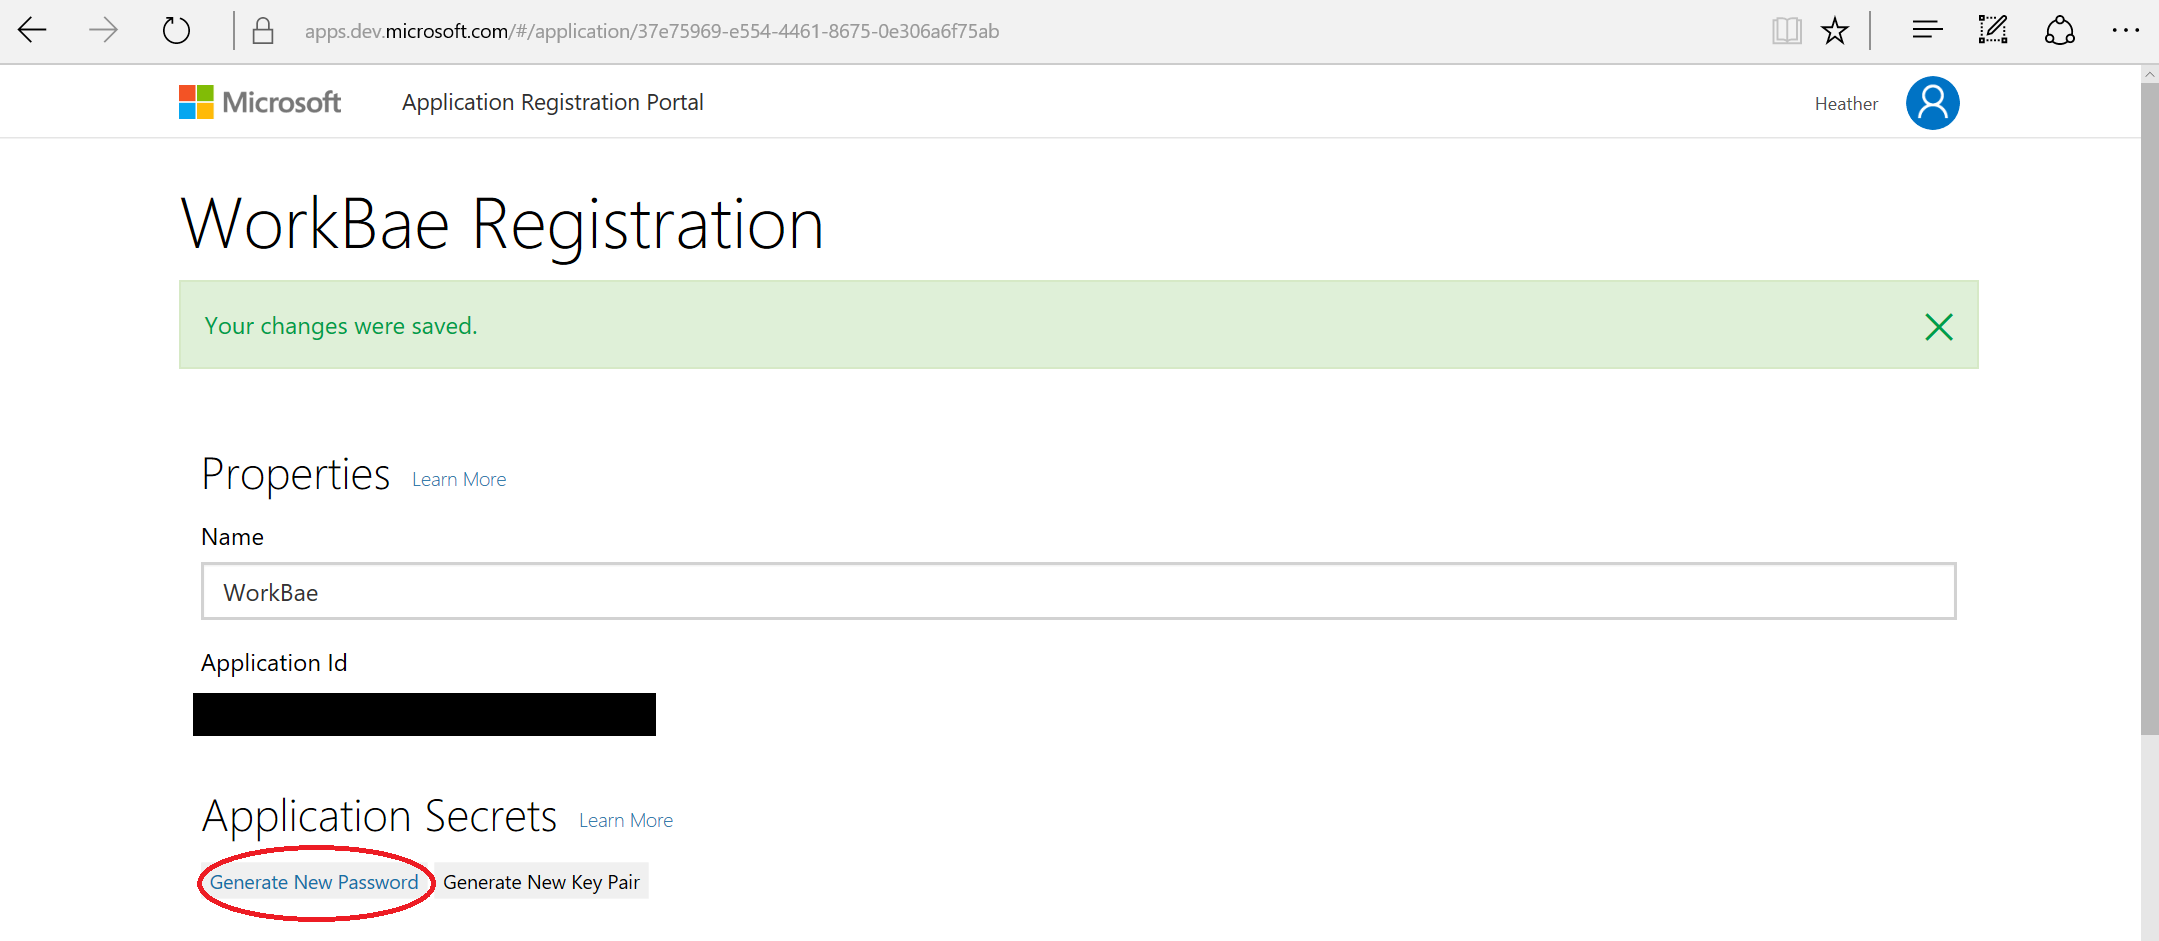 apps.dev.microsoft.com/#/application/37e75969-e554-4461-8675-0e306a6f75ab
Microsoft Application Registration Portal Heather
WorkBae Registration
Your changes were saved.
Properties Learn More
Name
WorkBae
Application Id
Application Secrets Learn More
Generate New Password Generate New Key Pair